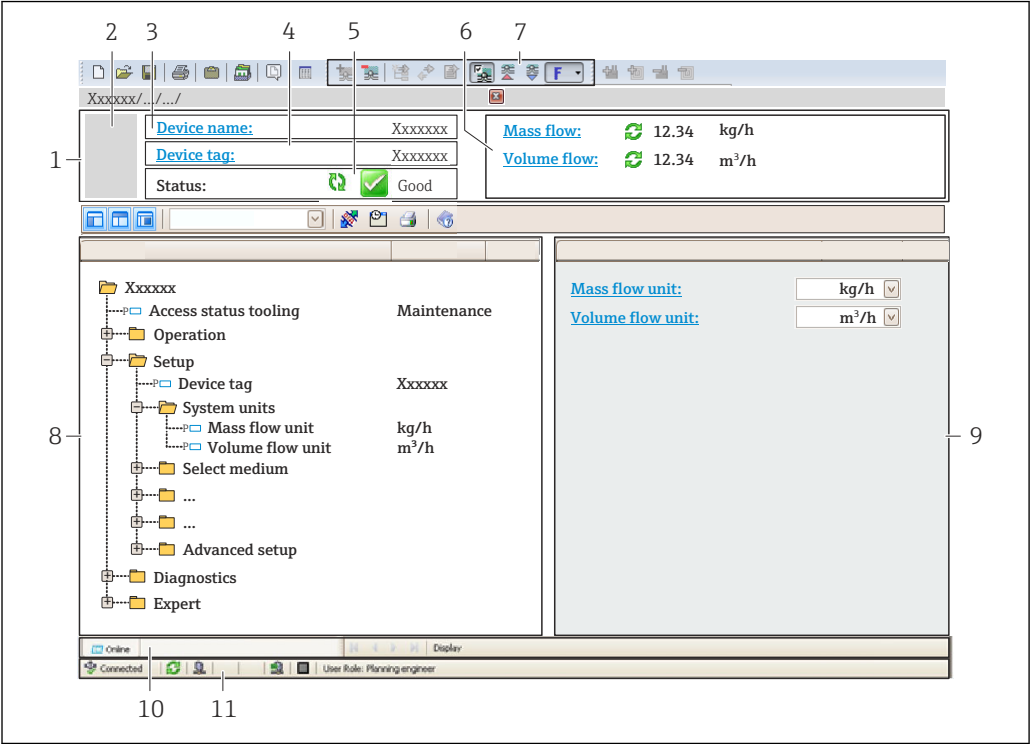 2 3 4 5 6 7
F
Xxxxxx/.../.../
1
Device name: Xxxxxxx
Device tag: Xxxxxxx
Status: Good
Mass flow: 12.34 kg/h
Volume flow: 12.34 m³/h
Xxxxxx
P Access status tooling Maintenance
Operation
Setup
P Device tag Xxxxxx
System units
P Mass flow unit kg/h
P Volume flow unit m³/h
Select medium
...
...
Advanced setup
Diagnostics
Expert
8
Mass flow unit: kg/h
Volume flow unit: m³/h
9
Online Display
Connected User Role: Planning engineer
10 11